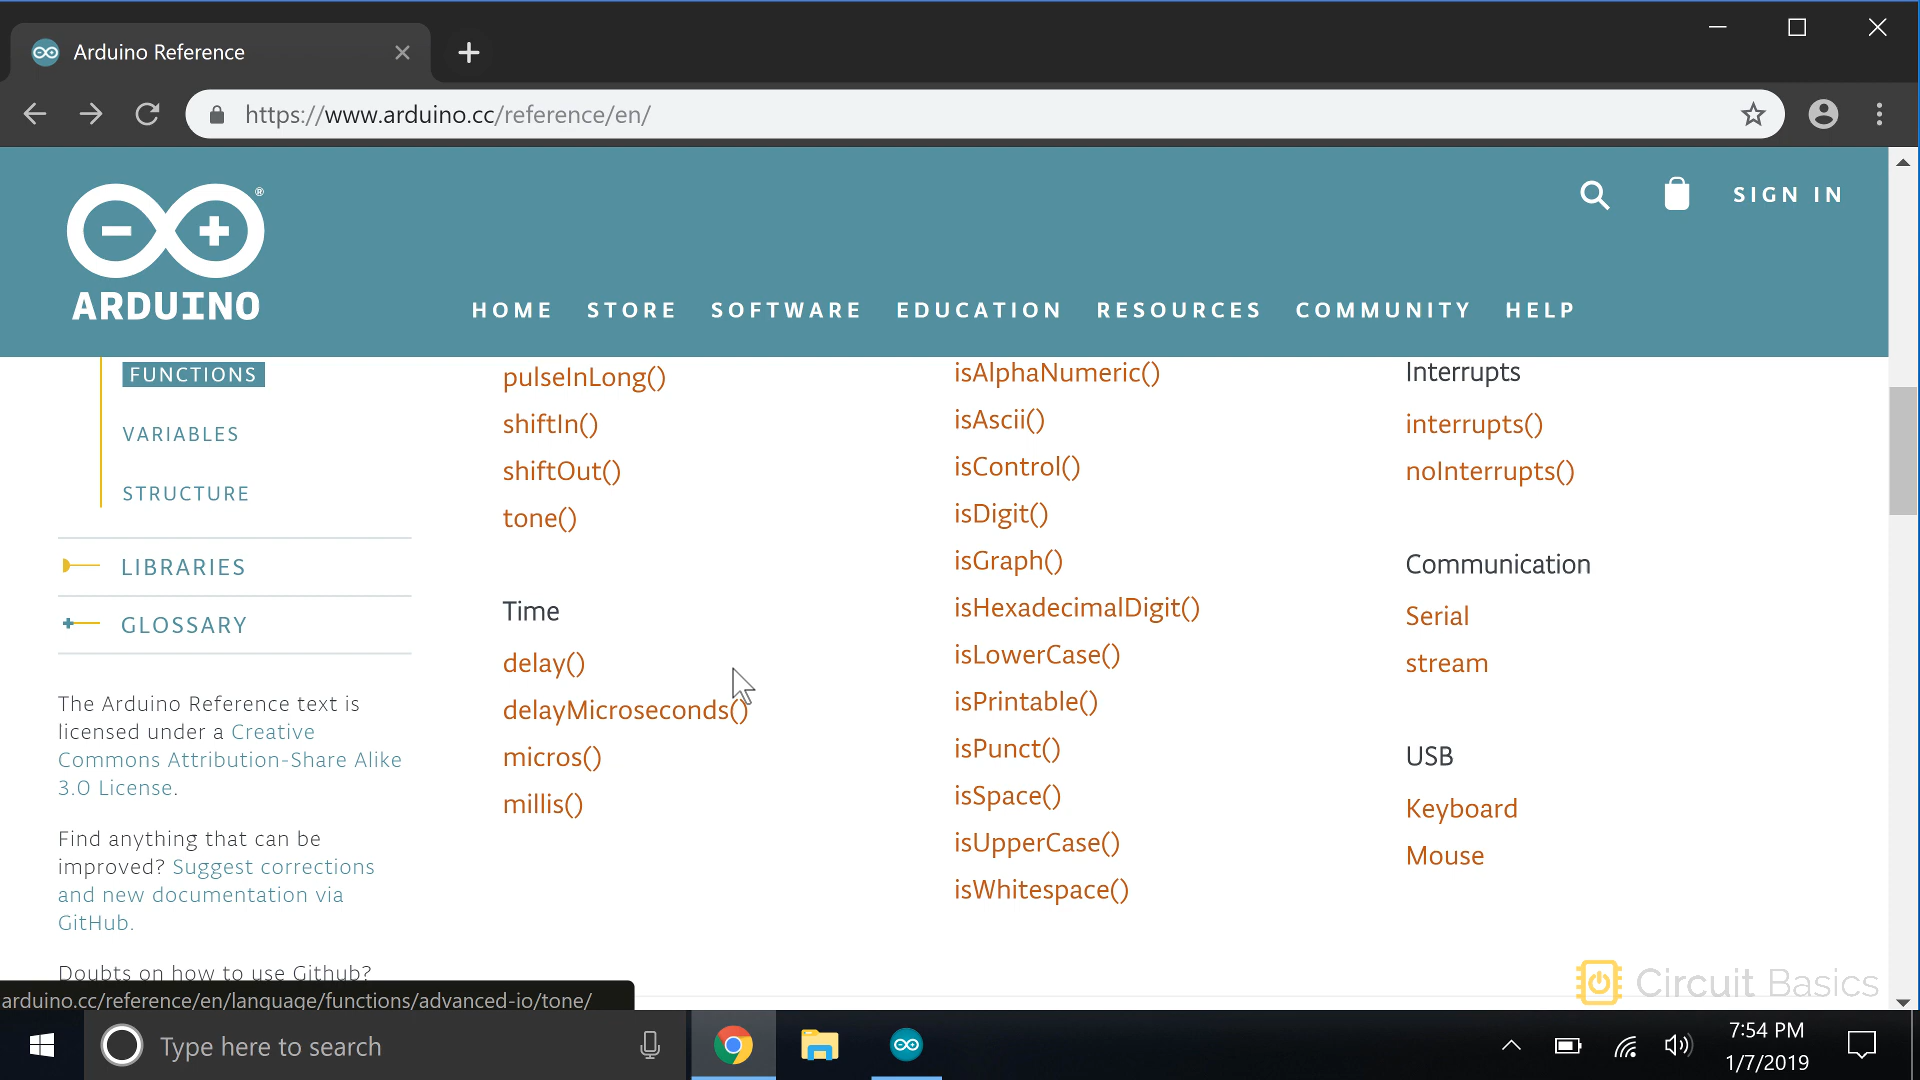 Arduino Reference
https://www.arduino.cc/reference/en/
SIGN IN
®
ARDUINO
HOME STORE SOFTWARE EDUCATION RESOURCES COMMUNITY HELP
FUNCTIONS
VARIABLES
STRUCTURE
LIBRARIES
GLOSSARY
The Arduino Reference text is
licensed under a Creative
Commons Attribution-Share Alike
3.0 License.
Find anything that can be
improved? Suggest corrections
and new documentation via
GitHub.
Doubts on how to use Github?
pulseInLong()
shiftIn()
shiftOut()
tone()
Time
delay()
delayMicroseconds()
micros()
millis()
isAlphaNumeric()
isAscii()
isControl()
isDigit()
isGraph()
isHexadecimalDigit()
isLowerCase()
isPrintable()
isPunct()
isSpace()
isUpperCase()
isWhitespace()
Interrupts
interrupts()
noInterrupts()
Communication
Serial
stream
USB
Keyboard
Mouse
Circuit Basics
arduino.cc/reference/en/language/functions/advanced-io/tone/
Type here to search
7:54 PM
1/7/2019